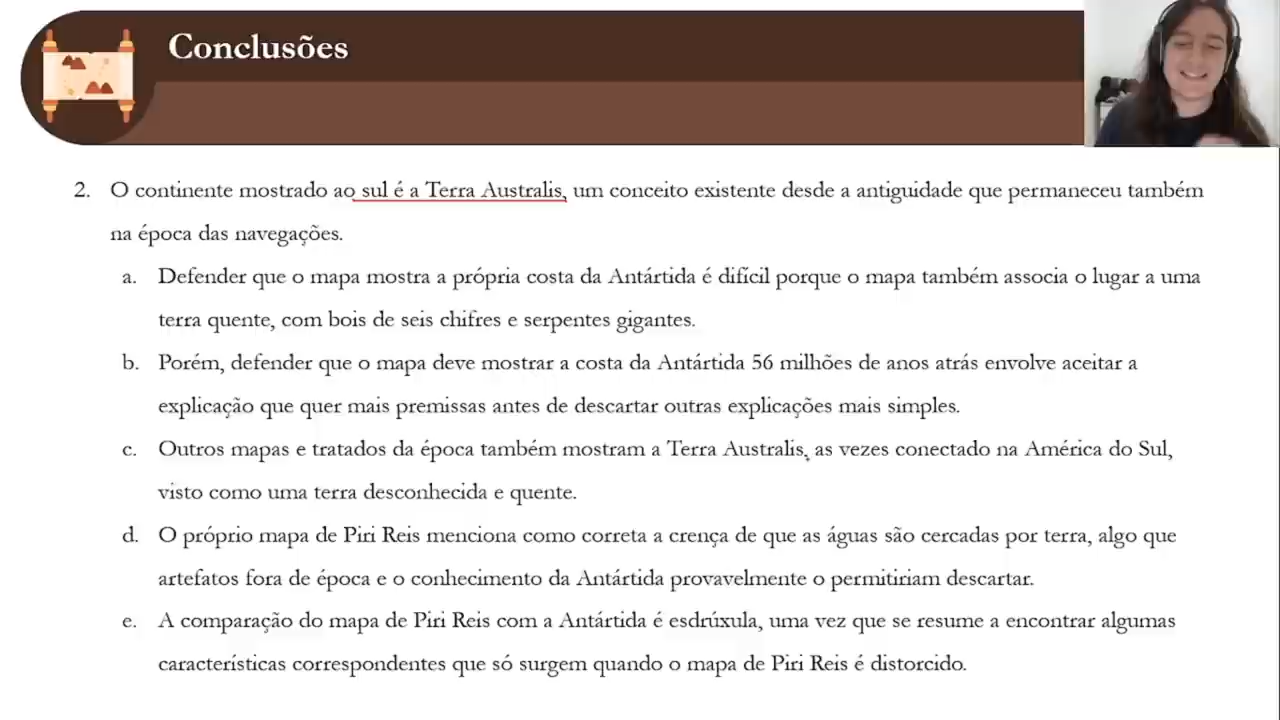 Conclusões
2. O continente mostrado ao sul é a Terra Australis, um conceito existente desde a antiguidade que permaneceu também
na época das navegações.
a. Defender que o mapa mostra a própria costa da Antártida é difícil porque o mapa também associa o lugar a uma
terra quente, com bois de seis chifres e serpentes gigantes.
b. Porém, defender que o mapa deve mostrar a costa da Antártida 56 milhões de anos atrás envolve aceitar a
explicação que quer mais premissas antes de descartar outras explicações mais simples.
c. Outros mapas e tratados da época também mostram a Terra Australis, as vezes conectado na América do Sul,
visto como uma terra desconhecida e quente.
d. O próprio mapa de Piri Reis menciona como correta a crença de que as águas são cercadas por terra, algo que
artefatos fora de época e o conhecimento da Antártida provavelmente o permitiriam descartar.
e. A comparação do mapa de Piri Reis com a Antártida é esdrúxula, uma vez que se resume a encontrar algumas
características correspondentes que só surgem quando o mapa de Piri Reis é distorcido.